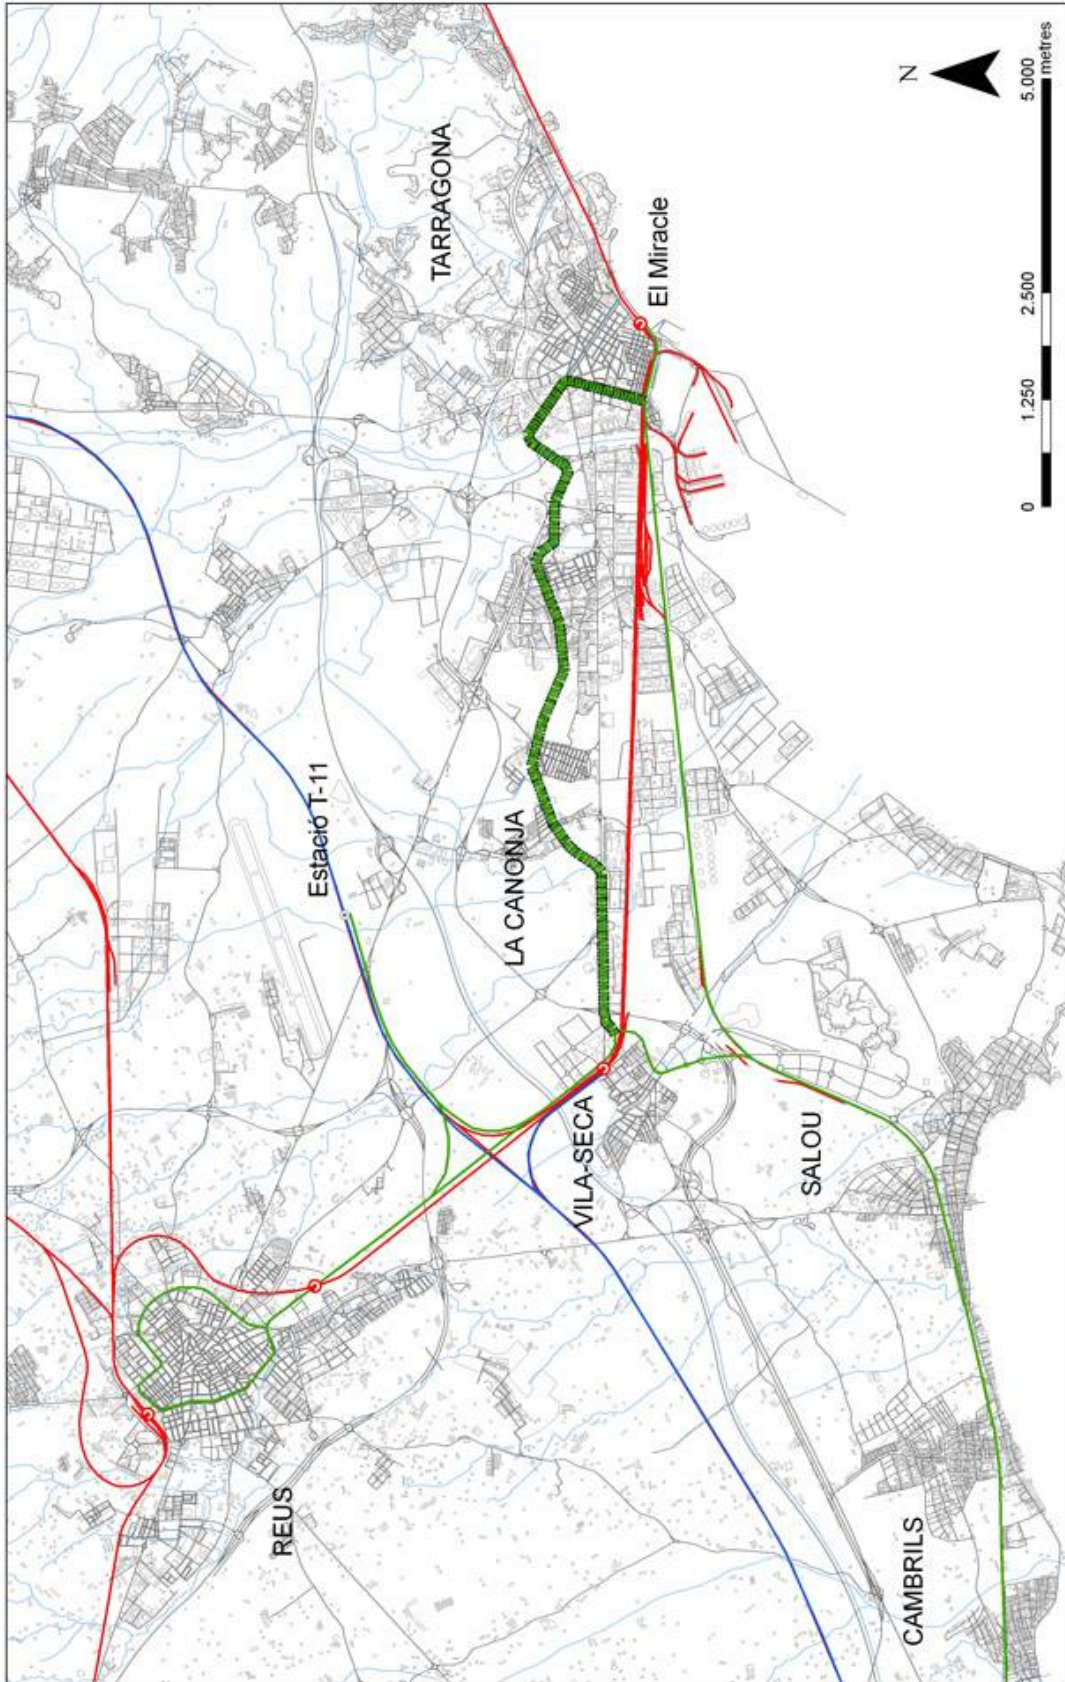 REUS
Estació T-11
TARRAGONA
LA CANONJA
El Miracle
VILA-SECA
SALOU
CAMBRILS
N
0 1.250 2.500 5.000
metres